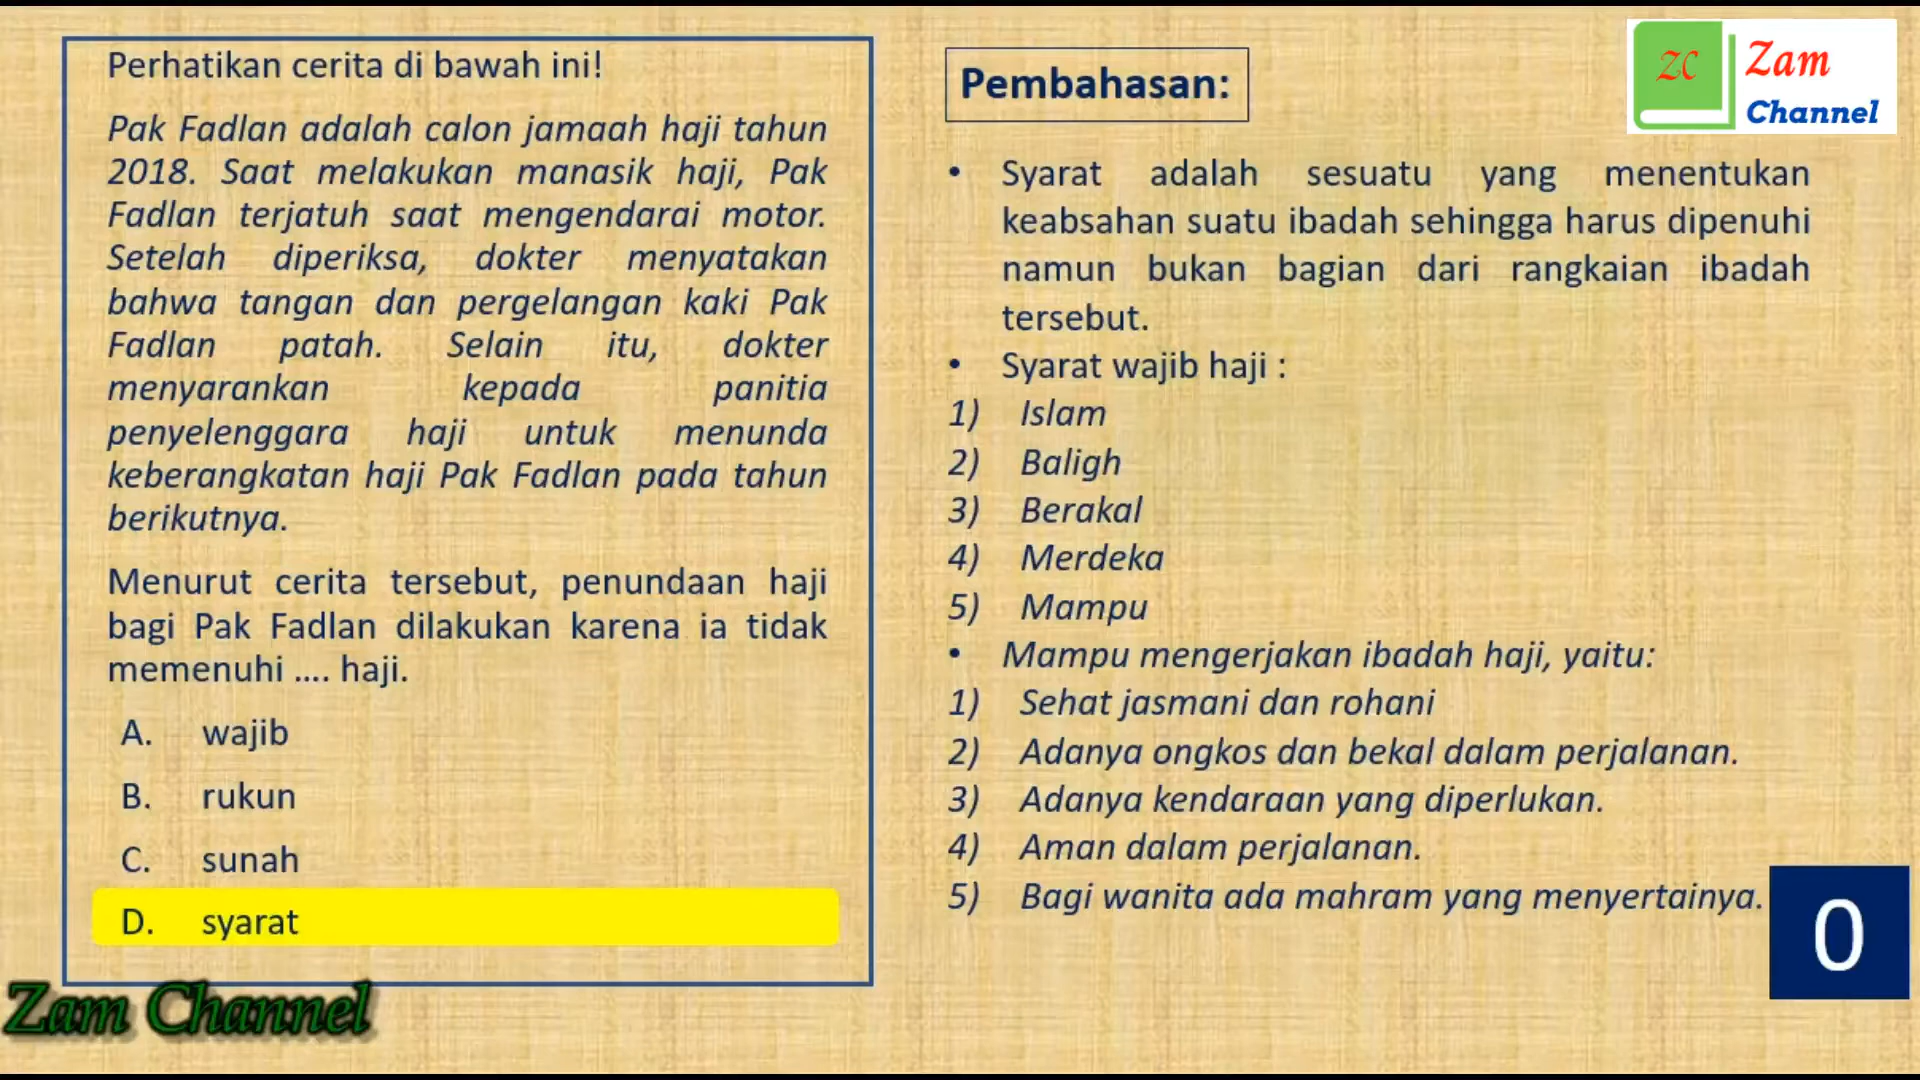 Perhatikan cerita di bawah ini!
Pak Fadlan adalah calon jamaah haji tahun
2018. Saat melakukan manasik haji, Pak
Fadlan terjatuh saat mengendarai motor.
Setelah diperiksa, dokter menyatakan
bahwa tangan dan pergelangan kaki Pak
Fadlan patah. Selain itu, dokter
menyarankan kepada panitia
penyelenggara haji untuk menunda
keberangkatan haji Pak Fadlan pada tahun
berikutnya.
Menurut cerita tersebut, penundaan haji
bagi Pak Fadlan dilakukan karena ia tidak
memenuhi .... haji.
A. wajib
B. rukun
C. sunah
D. syarat
Zam Channel
Pembahasan:
• Syarat adalah sesuatu yang menentukan
keabsahan suatu ibadah sehingga harus dipenuhi
namun bukan bagian dari rangkaian ibadah
tersebut.
• Syarat wajib haji :
1) Islam
2) Baligh
3) Berakal
4) Merdeka
5) Mampu
• Mampu mengerjakan ibadah haji, yaitu:
1) Sehat jasmani dan rohani
2) Adanya ongkos dan bekal dalam perjalanan.
3) Adanya kendaraan yang diperlukan.
4) Aman dalam perjalanan.
5) Bagi wanita ada mahram yang menyertainya.
0
ZC Zam
Channel